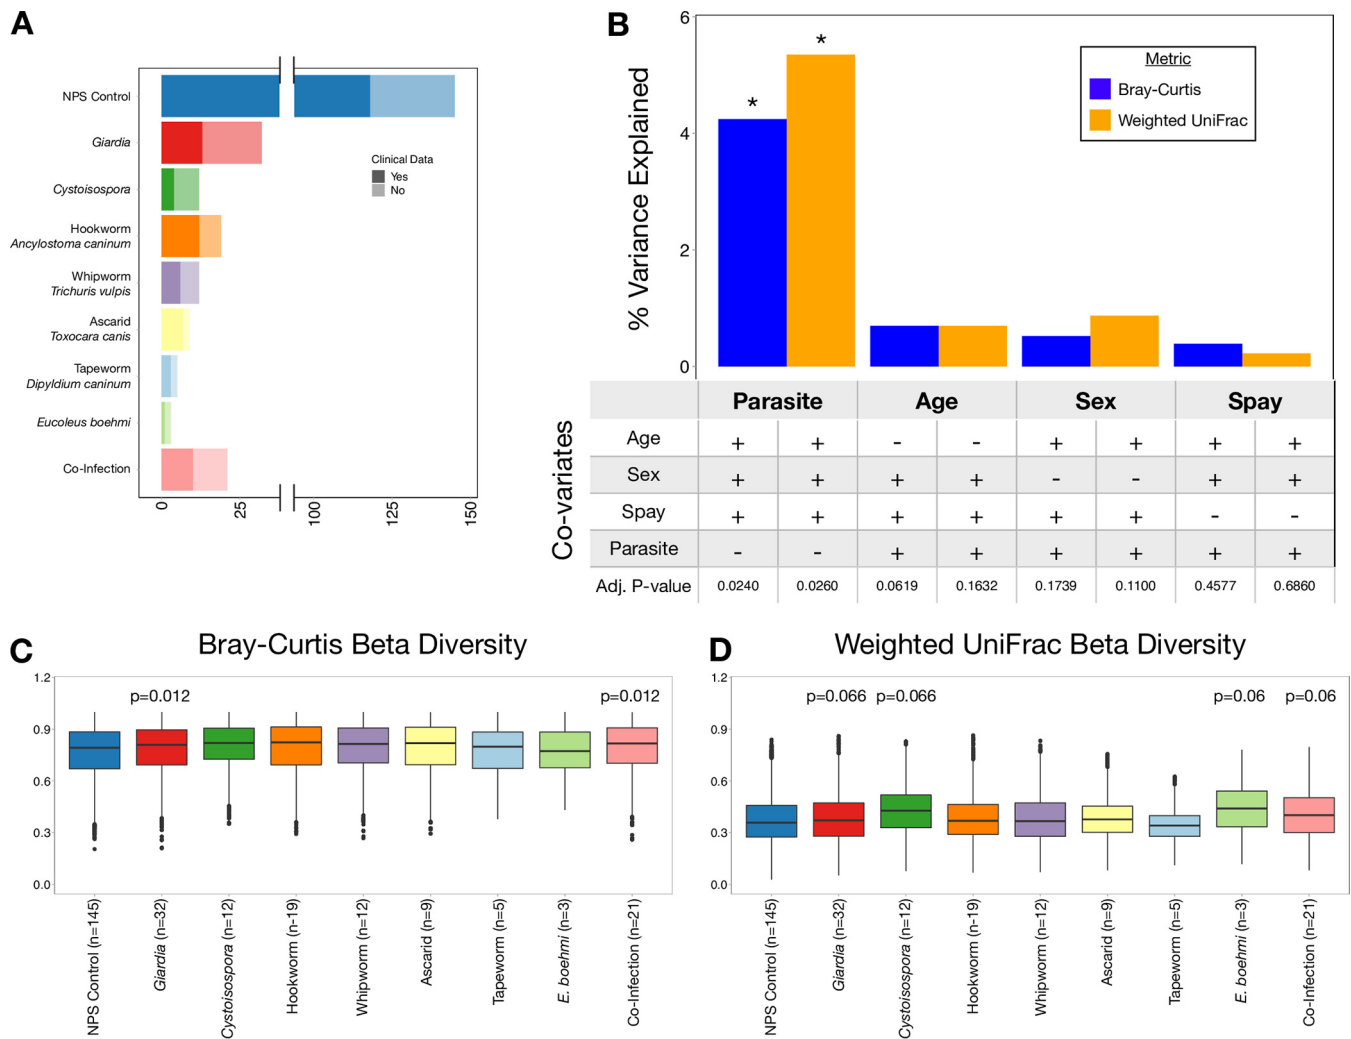 A
NPS Control
Giardia
Cystoisospora
Hookworm
Ancylostoma caninum
Whipworm
Trichuris vulpis
Ascarid
Toxocara canis
Tapeworm
Dipyldium caninum
Eucoleus boehmi
Co-Infection
Clinical Data
Yes
No
0 25 100 125 150
B
% Variance Explained
6
4
2
0
* *
Metric
Bray-Curtis
Weighted UniFrac
Co-variates
Parasite Age Sex Spay
Age + + - - + + + +
Sex + + + + - - + +
Spay + + + + + + - -
Parasite - - + + + + + +
Adj. P-value 0.0240 0.0260 0.0619 0.1632 0.1739 0.1100 0.4577 0.6860
C
Bray-Curtis Beta Diversity
1.2
0.9
0.6
0.3
0.0
p=0.012 p=0.012
NPS Control (n=145)
Giardia (n=32)
Cystoisospora (n=12)
Hookworm (n-19)
Whipworm (n=12)
Ascarid (n=9)
Tapeworm (n=5)
E. boehmi (n=3)
Co-Infection (n=21)
D
Weighted UniFrac Beta Diversity
1.2
0.9
0.6
0.3
0.0
p=0.066 p=0.066 p=0.06 p=0.06
NPS Control (n=145)
Giardia (n=32)
Cystoisospora (n=12)
Hookworm (n-19)
Whipworm (n=12)
Ascarid (n=9)
Tapeworm (n=5)
E. boehmi (n=3)
Co-Infection (n=21)